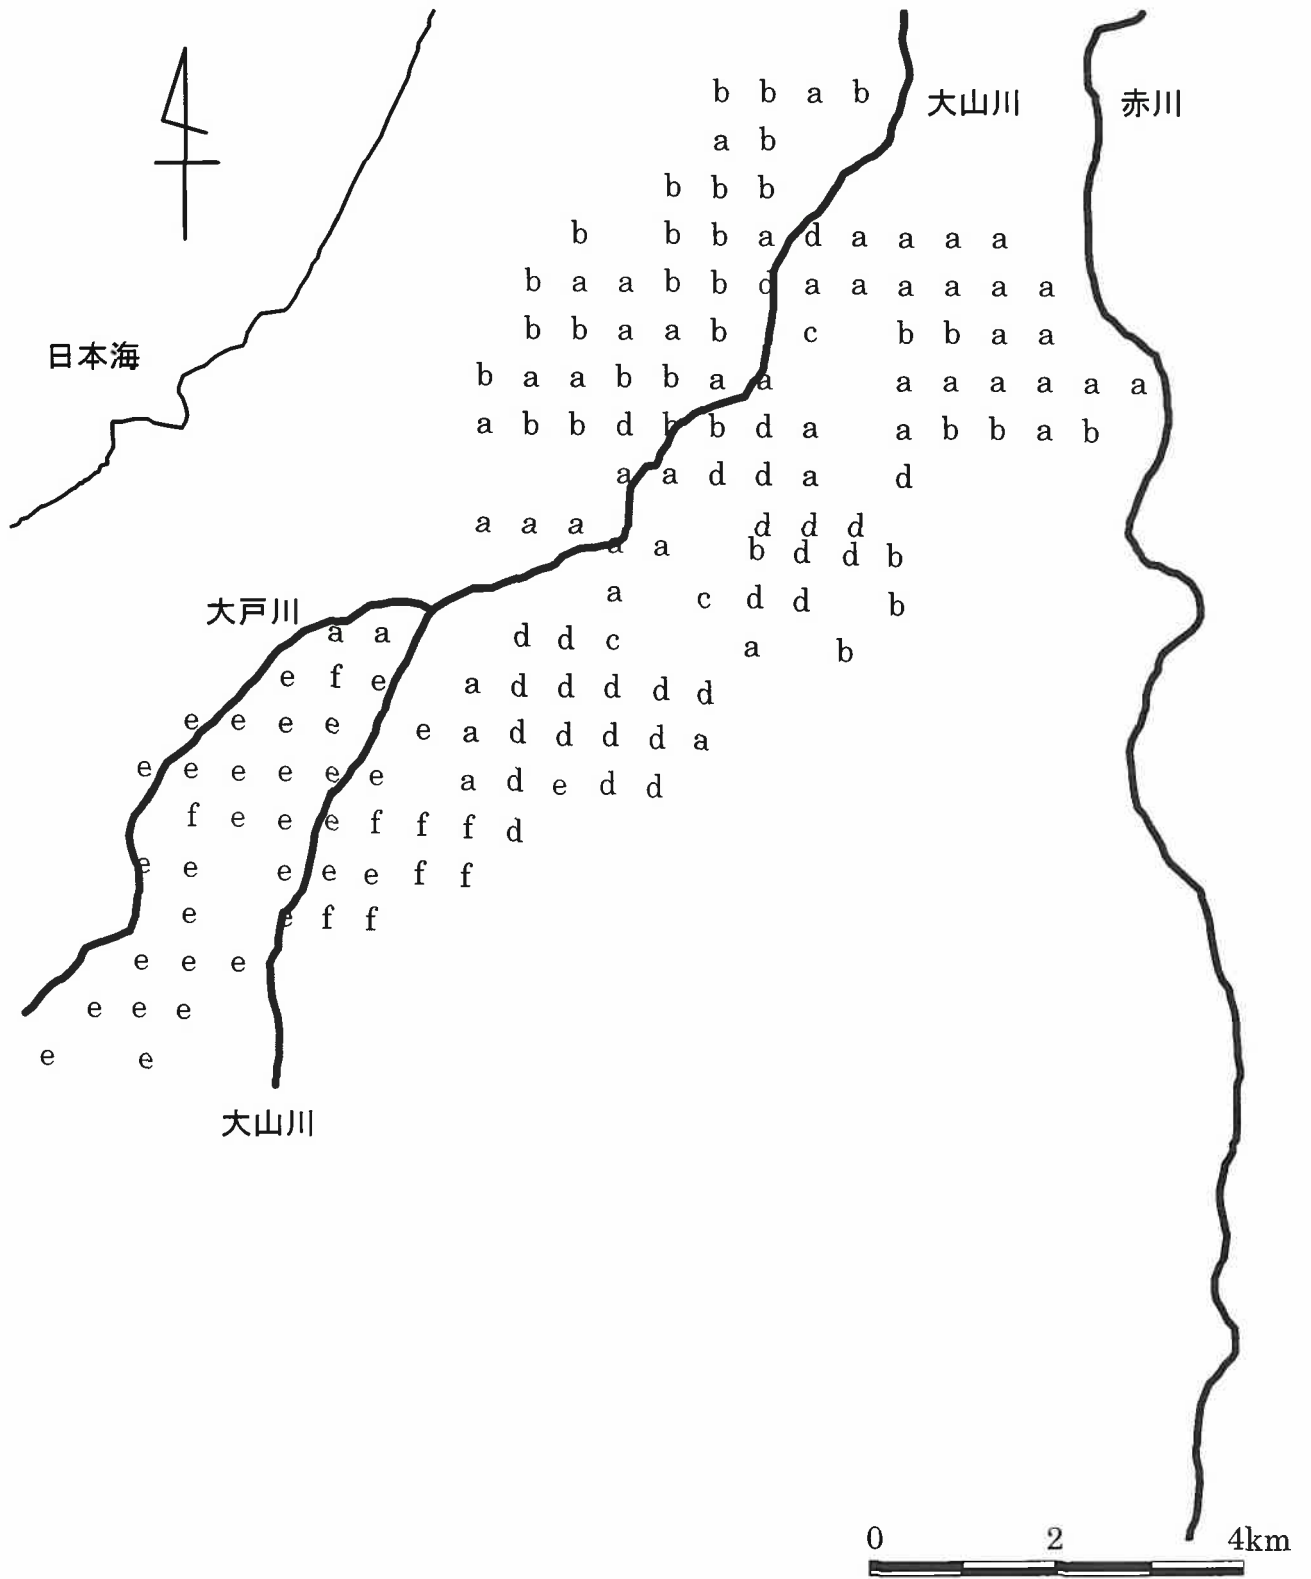 b b a b 大山川 赤川
a b
b b b
b b b a d a a a a
b a a b b d a a a a a a
b b a a b c b b a a
日本海
b a a b b a a a a a a a a
a b b d b b d a a b b a b
a a d d a d
a a a d d d
a a b d d b
a c d d b
大戸川
a a d d c a b
e f e a d d d d d
e e e e e a d d d d a
e e e e e e a d e d d
f e e e f f f d
e e e e e f f
e e f f
e e e
e e e
e e
大山川
0 2 4km